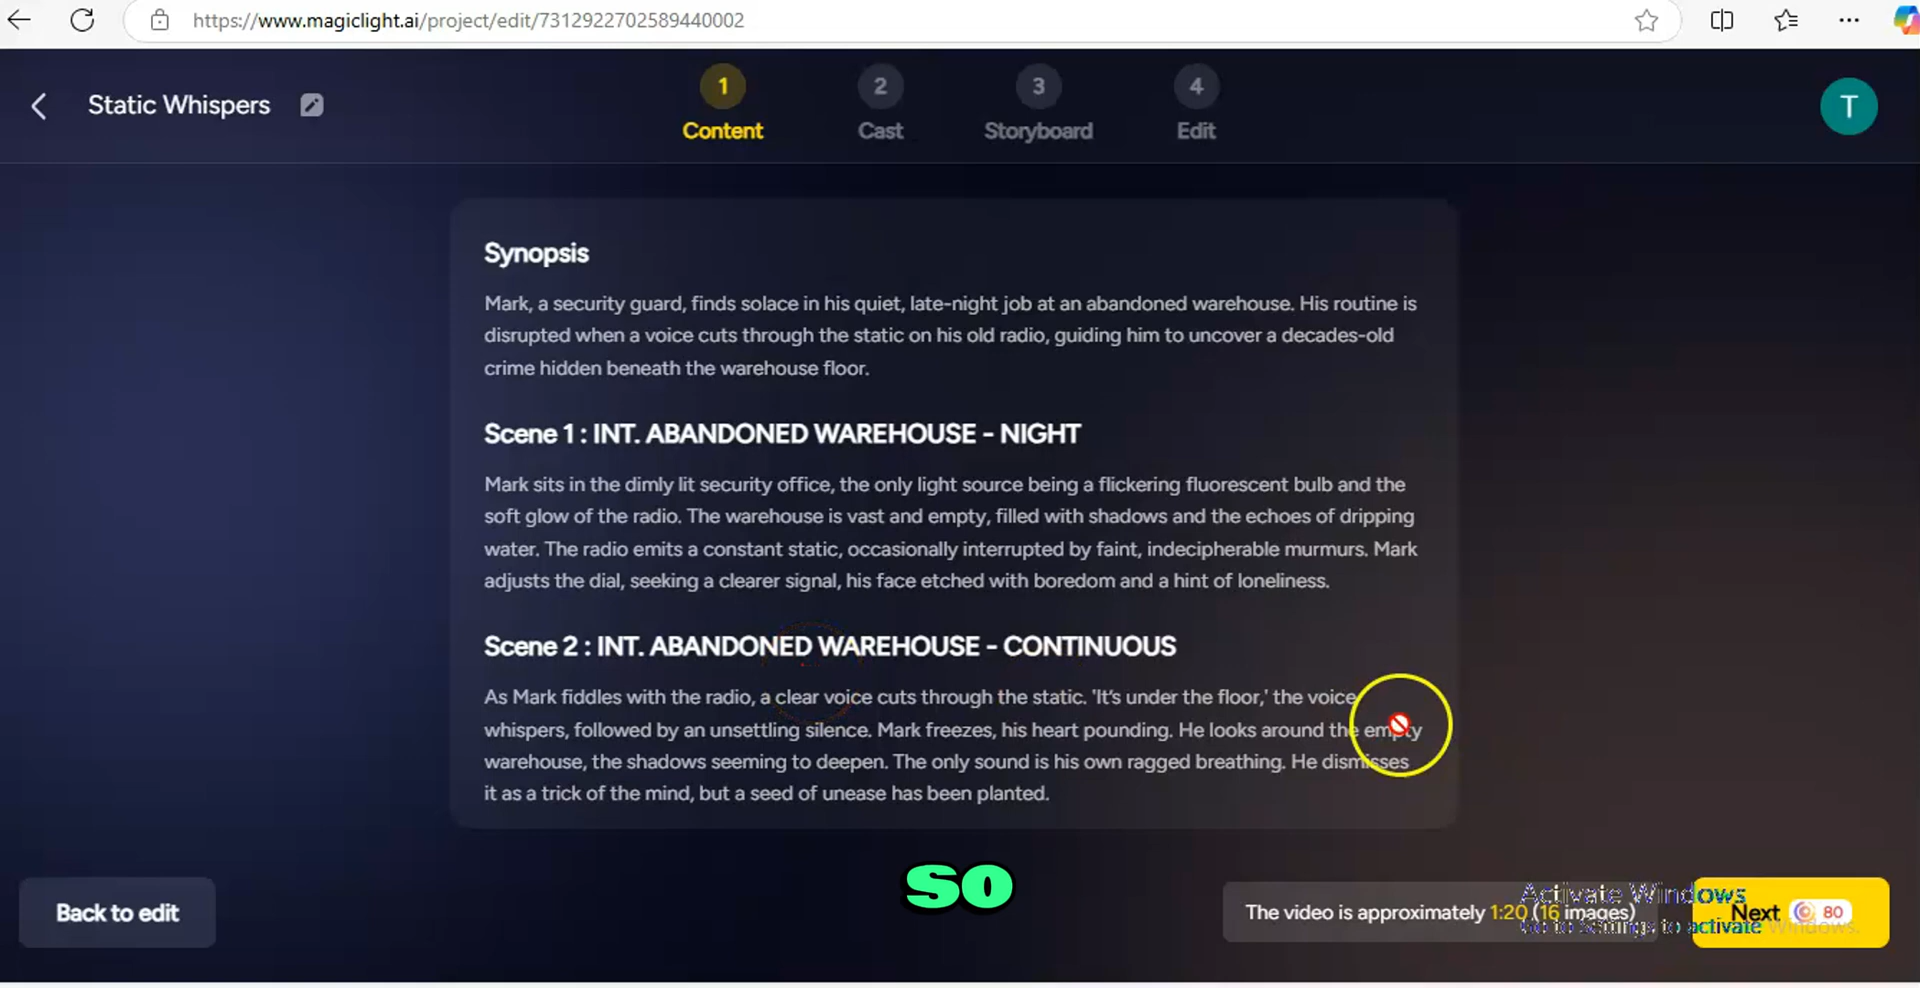 https://www.magiclight.ai/project/edit/7312922702589440002
Static Whispers
1
2
3
4
Content
Cast
Storyboard
Edit
T
Synopsis
Mark, a security guard, finds solace in his quiet, late-night job at an abandoned warehouse. His routine is
disrupted when a voice cuts through the static on his old radio, guiding him to uncover a decades-old
crime hidden beneath the warehouse floor.
Scene 1 : INT. ABANDONED WAREHOUSE - NIGHT
Mark sits in the dimly lit security office, the only light source being a flickering fluorescent bulb and the
soft glow of the radio. The warehouse is vast and empty, filled with shadows and the echoes of dripping
water. The radio emits a constant static, occasionally interrupted by faint, indecipherable murmurs. Mark
adjusts the dial, seeking a clearer signal, his face etched with boredom and a hint of loneliness.
Scene 2 : INT. ABANDONED WAREHOUSE - CONTINUOUS
As Mark fiddles with the radio, a clear voice cuts through the static. 'It's under the floor,' the voice
whispers, followed by an unsettling silence. Mark freezes, his heart pounding. He looks around the empty
warehouse, the shadows seeming to deepen. The only sound is his own ragged breathing. He dismisses
it as a trick of the mind, but a seed of unease has been planted.
SO
Back to edit
The video is approximately 1:20 (16 images)
Next 80
Activate Windows
Go to Settings to activate Windows.